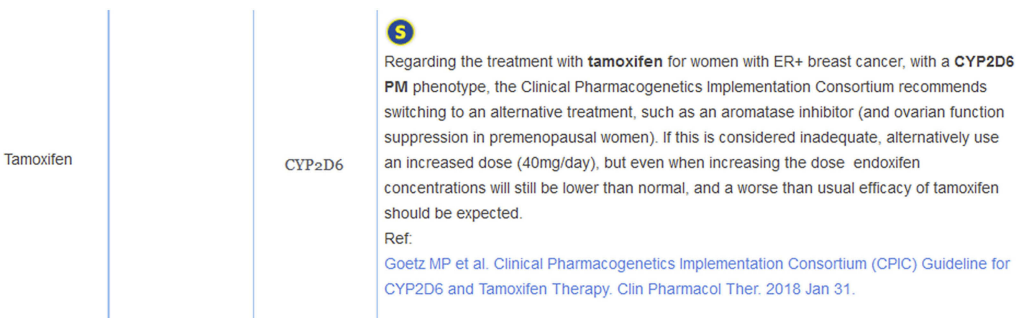 S
Regarding the treatment with tamoxifen for women with ER+ breast cancer, with a CYP2D6
PM phenotype, the Clinical Pharmacogenetics Implementation Consortium recommends
switching to an alternative treatment, such as an aromatase inhibitor (and ovarian function
suppression in premenopausal women). If this is considered inadequate, alternatively use
Tamoxifen
CYP2D6
an increased dose (40mg/day), but even when increasing the dose endoxifen
concentrations will still be lower than normal, and a worse than usual efficacy of tamoxifen
should be expected.
Ref:
Goetz MP et al. Clinical Pharmacogenetics Implementation Consortium (CPIC) Guideline for
CYP2D6 and Tamoxifen Therapy. Clin Pharmacol Ther. 2018 Jan 31.